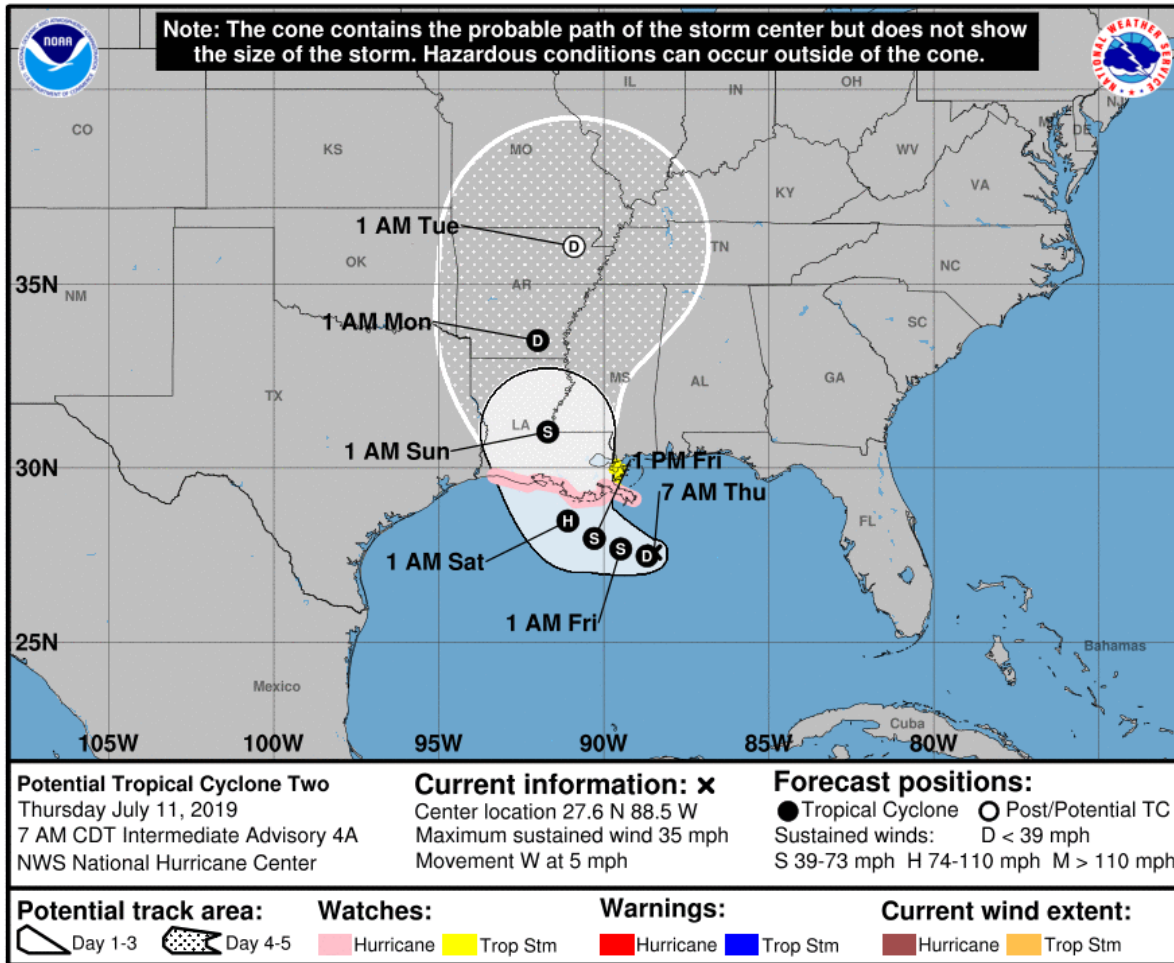 Note: The cone contains the probable path of the storm center but does not show
the size of the storm. Hazardous conditions can occur outside of the cone.
NOAA
NATIONAL WEATHER SERVICE
IL
IN
OH
NJ
CO
KS
MO
WV
DE
VA
KY
1 AM Tue
D
TN
OK
NC
35N
NM
AR
1 AM Mon
D
SC
MS
AL
GA
TX
LA
S
1 AM Sun
30N
1 PM Fri
7 AM Thu
H
S
S
D
FL
1 AM Sat
1 AM Fri
25N
Bahamas
Mexico
Cuba
105W
100W
95W
90W
85W
80W
Potential Tropical Cyclone Two
Thursday July 11, 2019
7 AM CDT Intermediate Advisory 4A
NWS National Hurricane Center
Current information: ×
Center location 27.6 N 88.5 W
Maximum sustained wind 35 mph
Movement W at 5 mph
Forecast positions:
Tropical Cyclone Post/Potential TC
Sustained winds: D < 39 mph
S 39-73 mph H 74-110 mph M > 110 mph
Potential track area:
Day 1-3 Day 4-5
Watches:
Hurricane Trop Stm
Warnings:
Hurricane Trop Stm
Current wind extent:
Hurricane Trop Stm